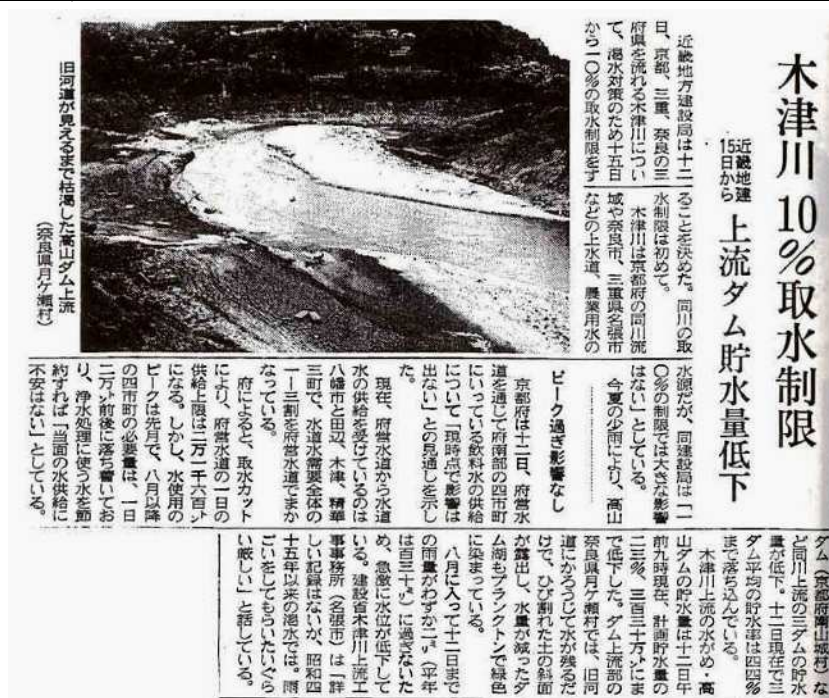 木津川 10%取水制限
近畿地建
15日から
上流ダム貯水量低下
近畿地方建設局は十二
日、京都、三重、奈良の三
府県を流れる木津川につい
て、渇水対策のため十五日
から一〇％の取水制限をす
ることを決めた。同川の取
水制限は初めて。
木津川は京都府の同川流
域や奈良市、三重県名張市
などの上水道、農業用水の
水源だが、同建設局は「一
〇％の制限では大きな影響
はない」としている。
今夏の少雨により、高山
ダム（京都府南山城村）な
ど同川上流の三ダムの貯水
量が低下。十二日現在で三
ダム平均の貯水率は四四％
まで落ち込んでいる。
木津川上流の水がめ・高
山ダムの貯水量は十二日午
前九時現在、計画貯水量の
二三％、三百三十万㌧にま
で低下した。ダム上流部の
奈良県月ケ瀬村では、旧河
道にかろうじて水が残るだ
けで、ひび割れた土の斜面
が露出し、水量が減ったダ
ム湖もプランクトンで緑色
に染まっている。
八月に入って十二日まで
の雨量がわずか二㍉（平年
は百三十㍉）に過ぎないた
め、急激に水位が低下して
いる。建設省木津川上流工
事事務所（名張市）は「詳
しい記録はないが、昭和四
十五年以来の渇水では。雨
ごいをしてもらいたいぐら
い厳しい」と話している。
ピーク過ぎ影響なし
京都府は十二日、府営水
道を通じて府南部の四市町
にいっている飲料水の供給
について「現時点で影響は
出ない」との見通しを示し
た。
現在、府営水道から水道
水の供給を受けているのは
八幡市と田辺、木津、精華
三町で、水道水需要全体の
一―三割を府営水道でまか
なっている。
府によると、取水カット
により、府営水道の一日の
供給上限は二万一千六百㌧
になる。しかし、水使用の
ピークは先月で、八月以降
の四市町の必要量は、一日
二万㌧前後に落ち着いてお
り、浄水処理に使う水を節
約すれば「当面の水供給に
不安はない」としている。
旧河道が見えるまで枯渇した高山ダム上流
（奈良県月ケ瀬村）